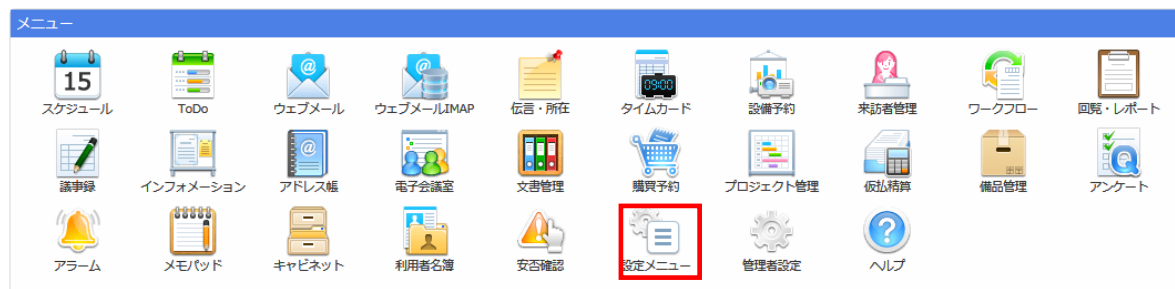 メニュー
15
スケジュール
ToDo
@
ウェブメール
@
ウェブメールIMAP
伝言・所在
09:00
タイムカード
設備予約
来訪者管理
ワークフロー
回覧・レポート
議事録
インフォメーション
@
アドレス帳
電子会議室
文書管理
購買予約
プロジェクト管理
仮払精算
備品管理
Q
アンケート
アラーム
メモパッド
キャビネット
利用者名簿
安否確認
設定メニュー
管理者設定
?
ヘルプ